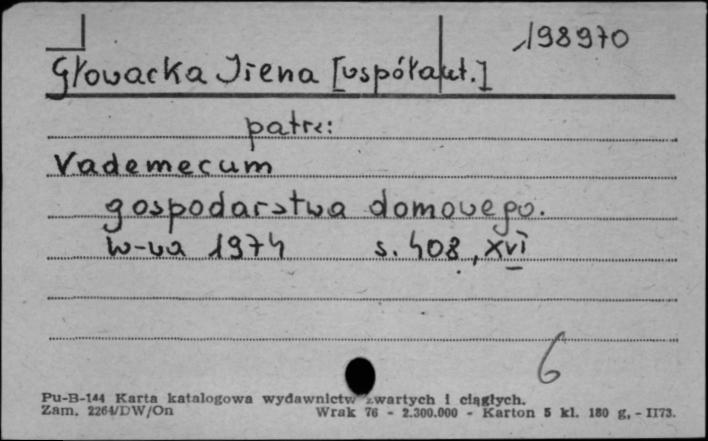 198970
Głowacka Irena [współaut.]
patrz:
Vademecum
gospodarstwa domowego.
W-wa 1974 s. 408, XVI
6
Pu-B-144 Karta katalogowa wydawnictw zwartych i ciągłych.
Zam. 2264/DW/On Wrak 76 - 2.300.000 - Karton 5 kl. 180 g, - II73.